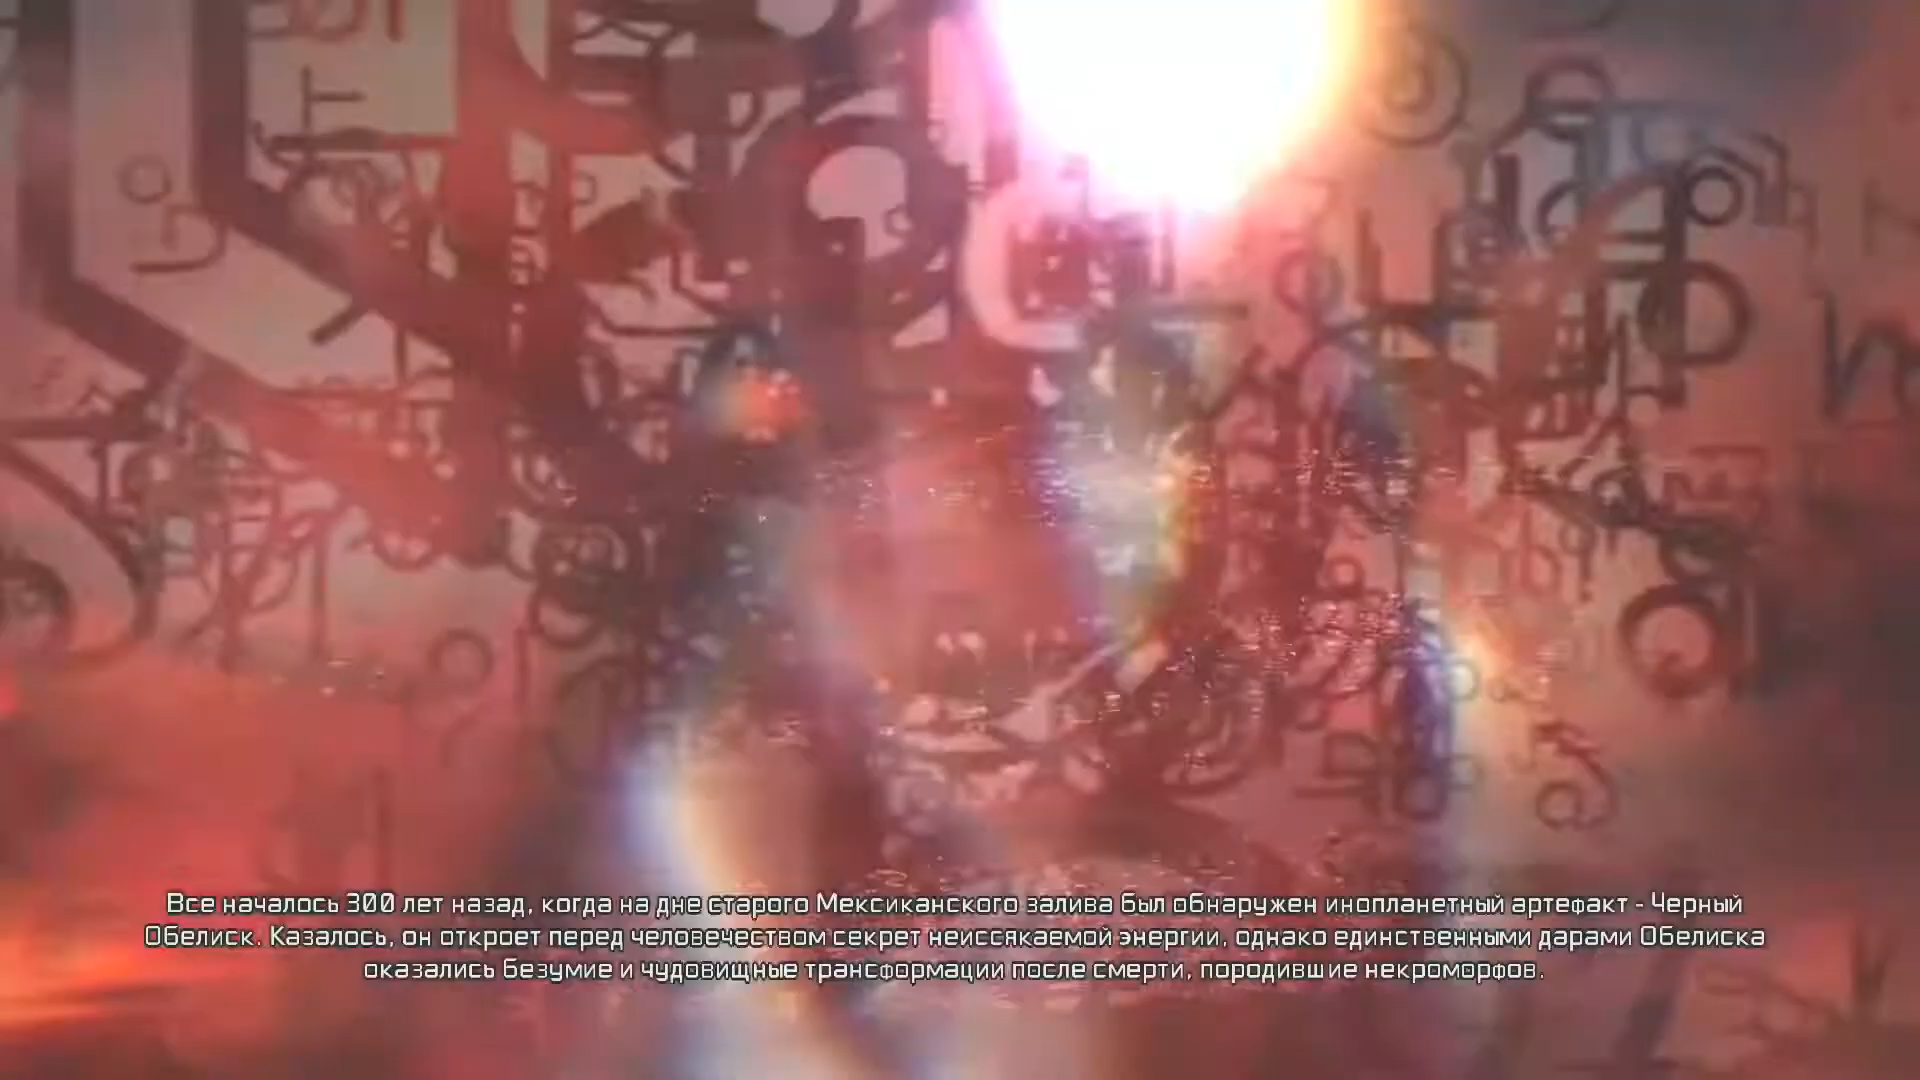 Все началось 300 лет назад, когда на дне старого Мексиканского залива был обнаружен инопланетный артефакт - Черный
Обелиск. Казалось, он откроет перед человечеством секрет неиссякаемой энергии, однако единственными дарами Обелиска
оказались безумие и чудовищные трансформации после смерти, породившие некроморфов.